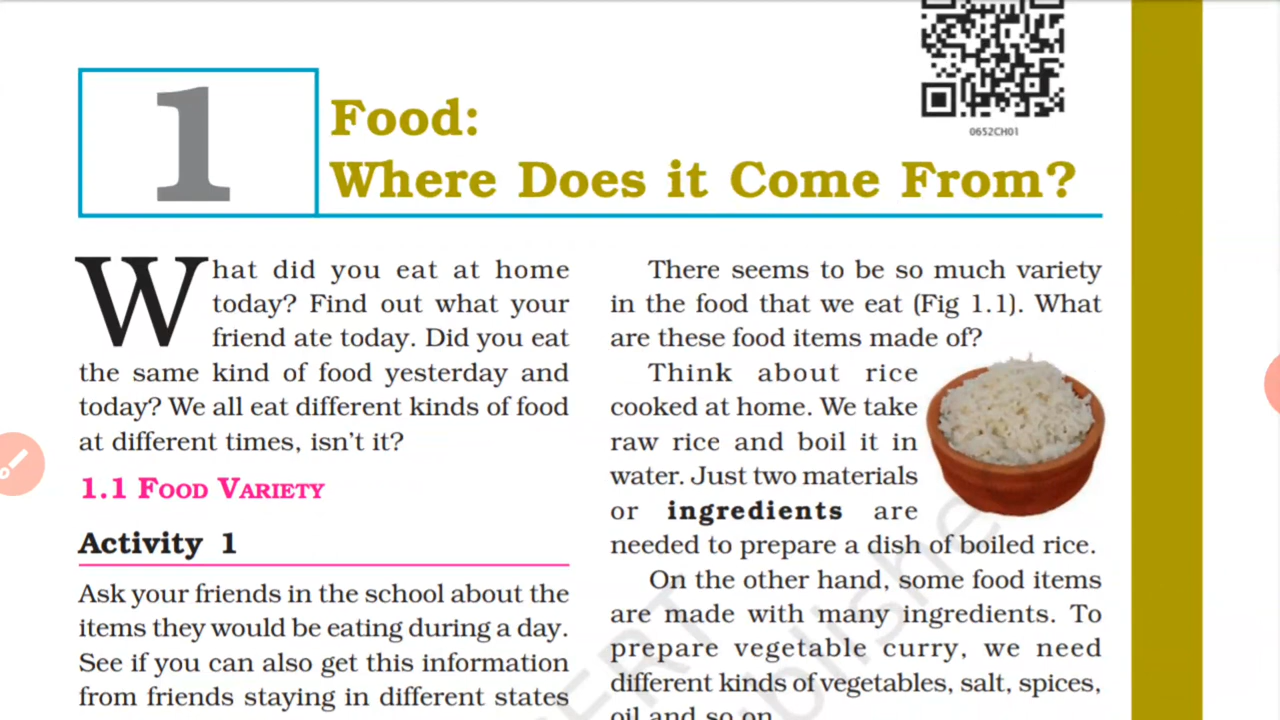 0652CH01
1
Food:
Where Does it Come From?
What did you eat at home
today? Find out what your
friend ate today. Did you eat
the same kind of food yesterday and
today? We all eat different kinds of food
at different times, isn't it?
1.1 FOOD VARIETY
Activity 1
Ask your friends in the school about the
items they would be eating during a day.
See if you can also get this information
from friends staying in different states
There seems to be so much variety
in the food that we eat (Fig 1.1). What
are these food items made of?
Think about rice
cooked at home. We take
raw rice and boil it in
water. Just two materials
or ingredients are
needed to prepare a dish of boiled rice.
On the other hand, some food items
are made with many ingredients. To
prepare vegetable curry, we need
different kinds of vegetables, salt, spices,
oil and so on.